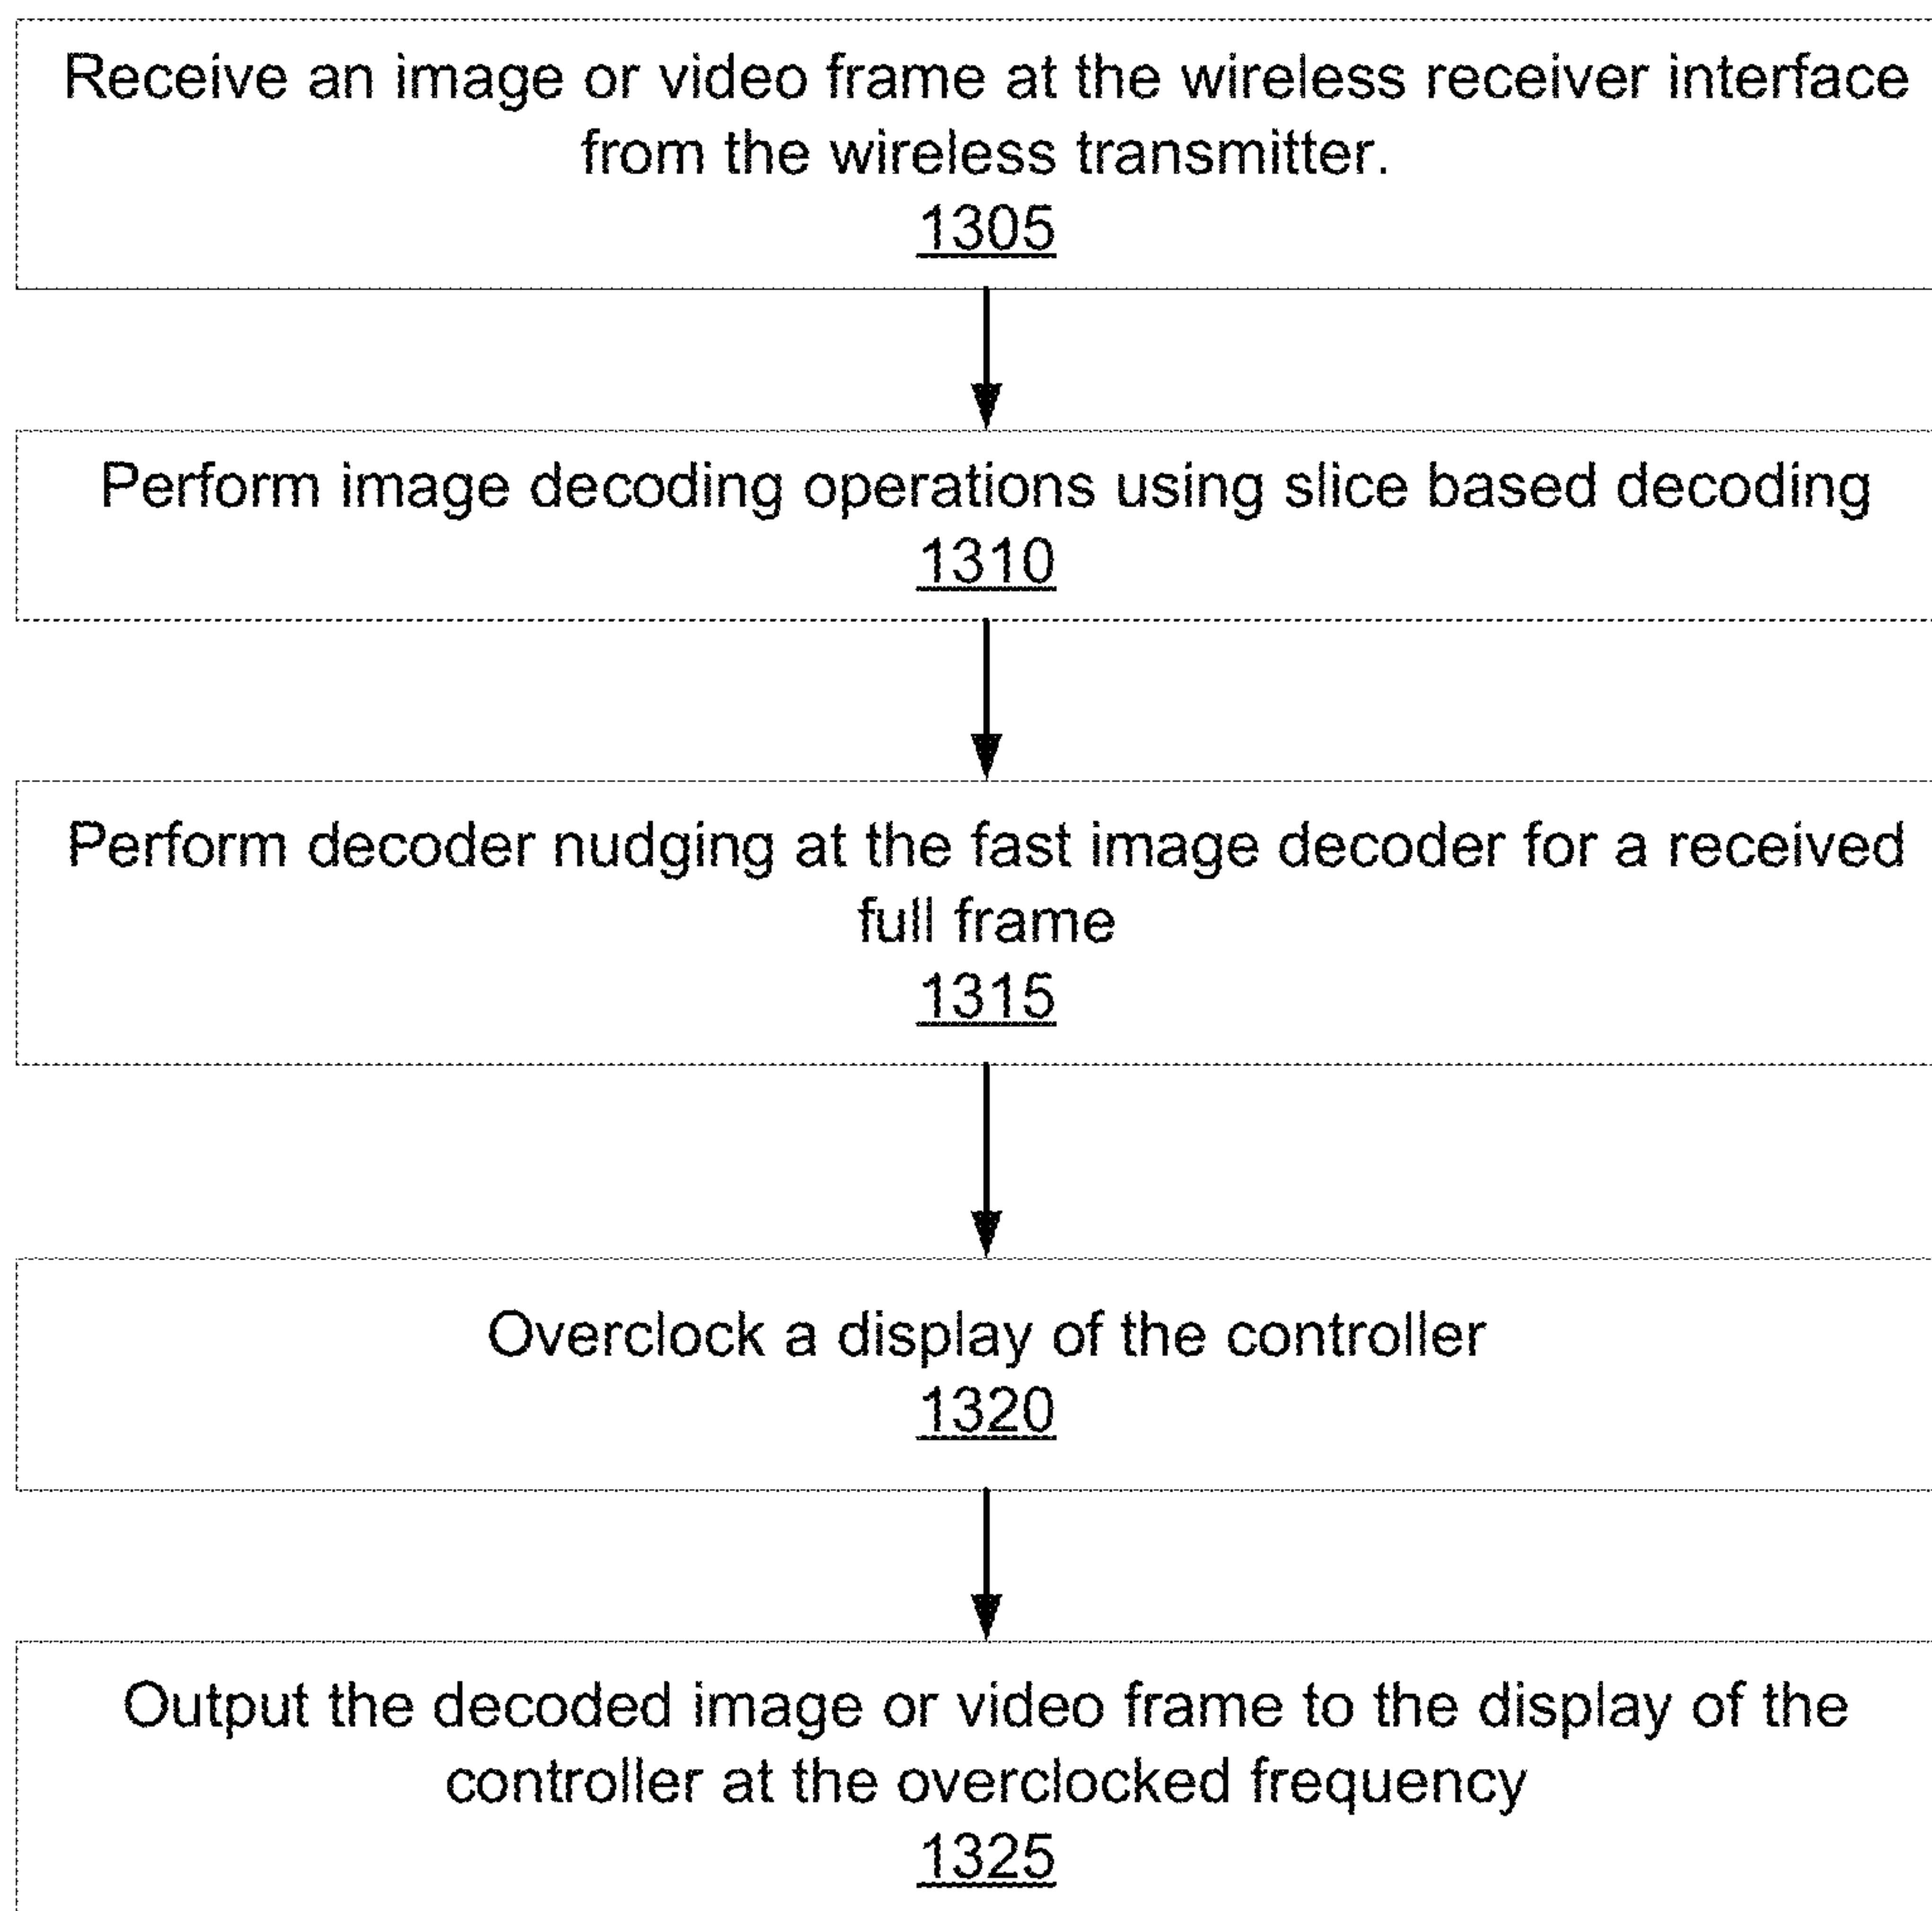 Receive an image or video frame at the wireless receiver interface
from the wireless transmitter.
1305
Perform image decoding operations using slice based decoding
1310
Perform decoder nudging at the fast image decoder for a received
full frame
1315
Overclock a display of the controller
1320
Output the decoded image or video frame to the display of the
controller at the overclocked frequency
1325